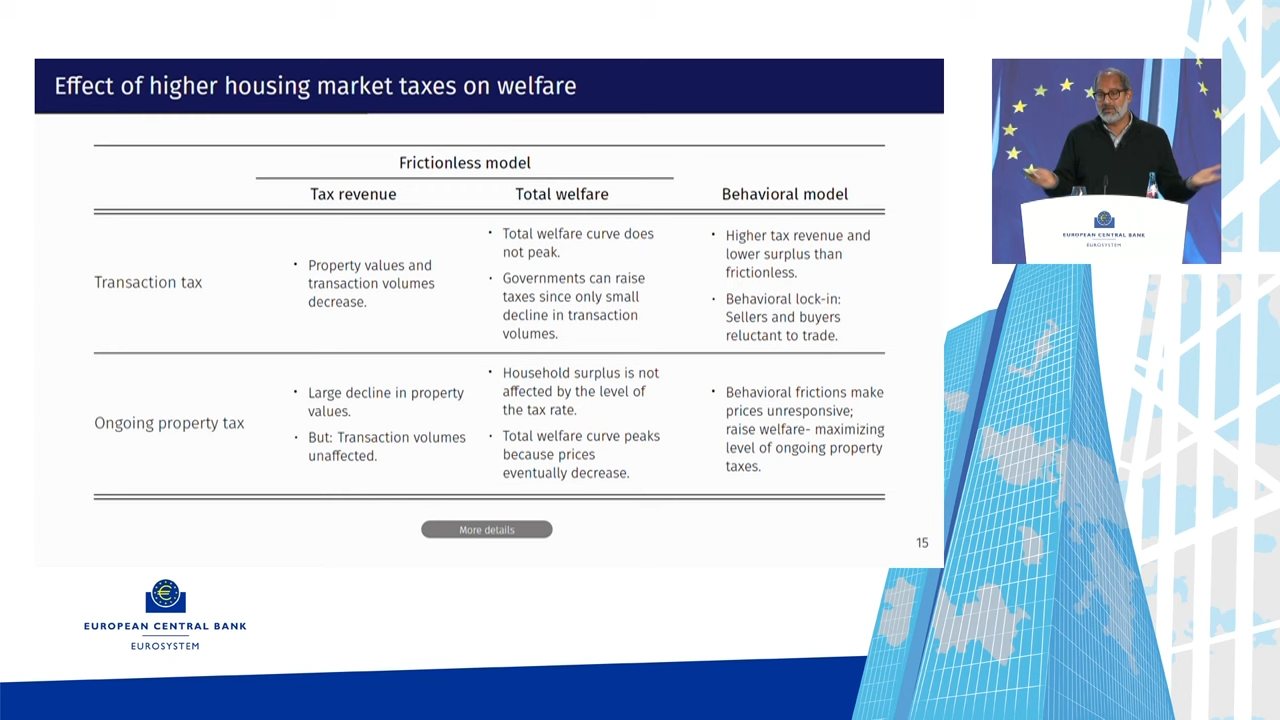 Effect of higher housing market taxes on welfare
Frictionless model
Tax revenue
Total welfare
Behavioral model
Transaction tax
• Property values and
transaction volumes
decrease.
• Total welfare curve does
not peak.
• Governments can raise
taxes since only small
decline in transaction
volumes.
• Higher tax revenue and
lower surplus than
frictionless.
• Behavioral lock-in:
Sellers and buyers
reluctant to trade.
Ongoing property tax
• Large decline in property
values.
• But: Transaction volumes
unaffected.
• Household surplus is not
affected by the level of
the tax rate.
• Total welfare curve peaks
because prices
eventually decrease.
• Behavioral frictions make
prices unresponsive;
raise welfare- maximizing
level of ongoing property
taxes.
More details
15
EUROPEAN CENTRAL BANK
EUROSYSTEM
EUROPEAN CENTRAL BANK
EUROSYSTEM